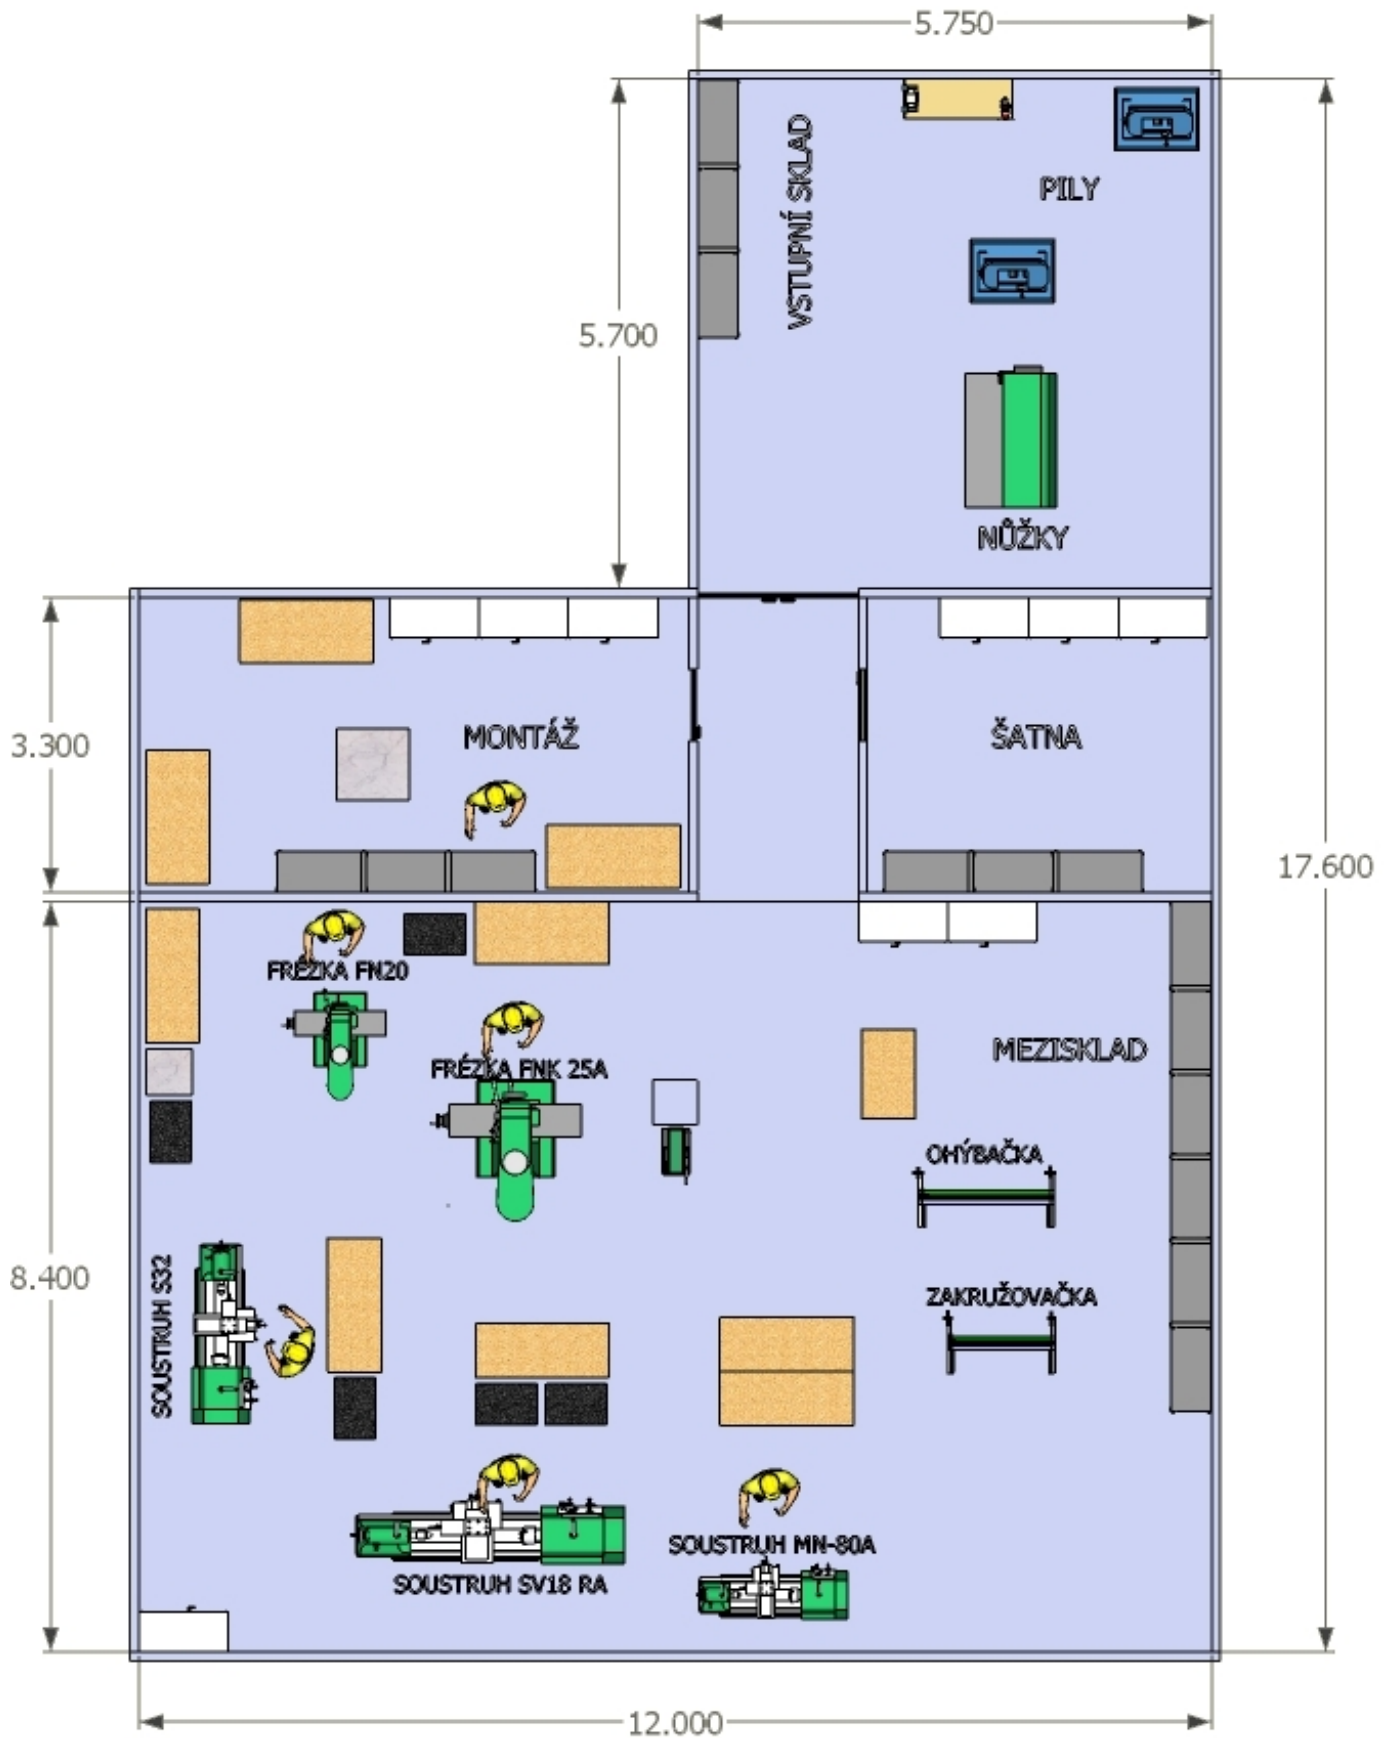 5.750
VSTUPNÍ SKLAD
PILY
5.700
NŮŽKY
3.300
MONTÁŽ
ŠATNA
17.600
FRÉZKA FN20
FRÉZKA FNK 25A
MEZISKLAD
OHÝBAČKA
8.400
SOUSTRUH S32
ZAKRUŽOVAČKA
SOUSTRUH MN-80A
SOUSTRUH SV18 RA
12.000